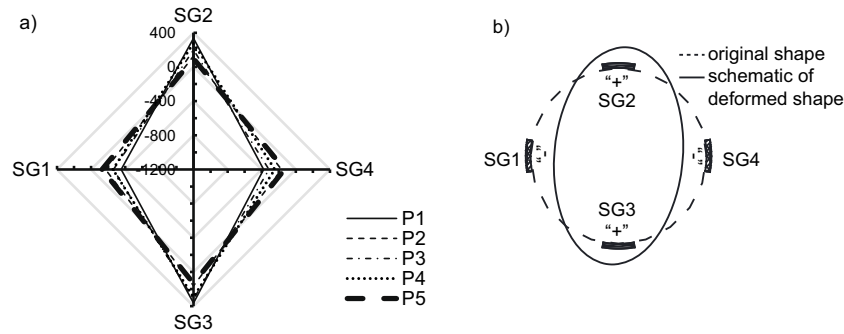 a)
SG2
400
0
-400
-800
-1200
SG1
SG4
SG3
P1
P2
P3
P4
P5
b)
original shape
schematic of
deformed shape
“+”
SG2
SG1
“-”
“-”
SG4
SG3
“+”